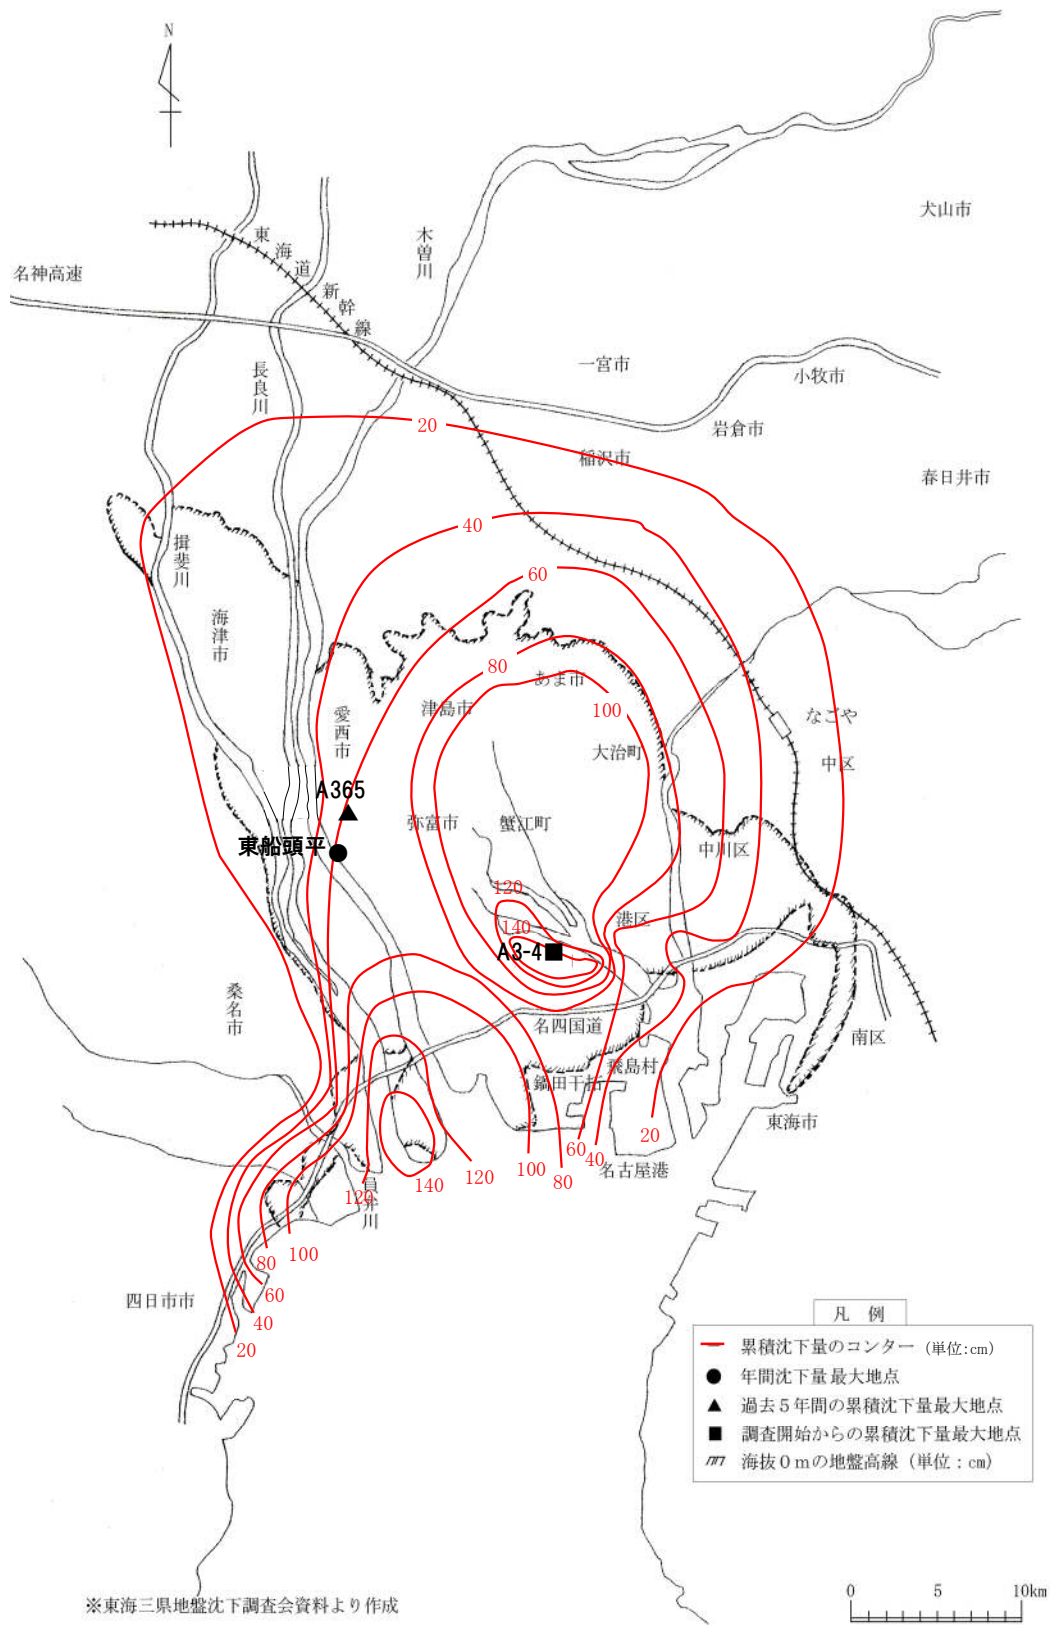 N
犬山市
東海道新幹線
木曽川
名神高速
一宮市
小牧市
長良川
20
岩倉市
稲沢市
春日井市
40
揖斐川
60
海津市
80
あま市
津島市
100
愛西市
なごや
大治町
中区
A365
弥富市
蟹江町
東船頭平
中川区
120
港区
140
A3-4
桑名市
名四国道
南区
飛島村
鍋田干拓
東海市
20
60
40
100
80
名古屋港
120
140
120
員弁川
100
80
60
40
20
四日市市
凡 例
累積沈下量のコンター (単位:cm)
年間沈下量最大地点
過去5年間の累積沈下量最大地点
調査開始からの累積沈下量最大地点
海抜0mの地盤高線 (単位:cm)
0 5 10km
※東海三県地盤沈下調査会資料より作成